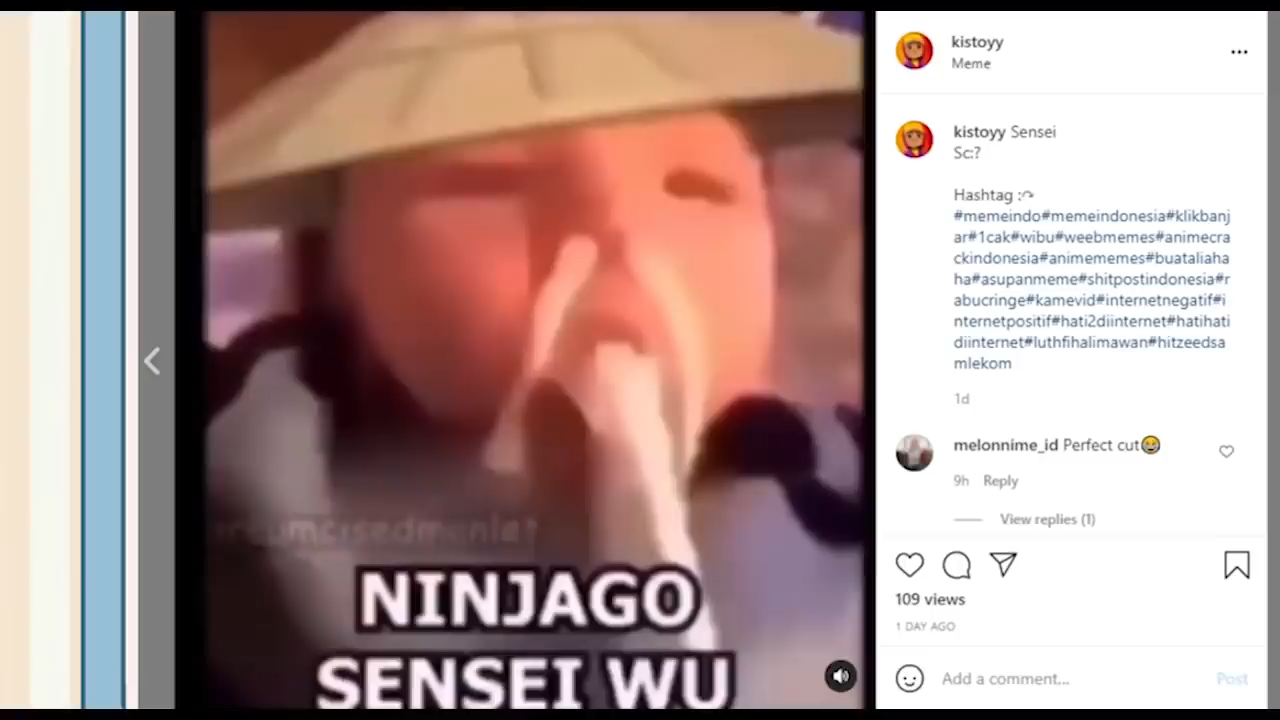 kistoyy
Meme
kistoyy Sensei
Sc:?
Hashtag :↷
#memeindo#memeindonesia#klikbanj
ar#1cak#wibu#weebmemes#animecra
ckindonesia#animememes#buataliaha
ha#asupanmeme#shitpostindonesia#r
abucringe#kamevid#internetnegatif#i
nternetpositif#hati2diinternet#hatihati
diinternet#luthfihalimawan#hitzeedsa
mlekom
1d
melonnime_id Perfect cut😂
9h Reply
View replies (1)
NINJAGO
SENSEI WU
109 views
1 DAY AGO
Add a comment...
Post